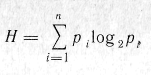 H = \sum_{i=1}^{n} p_i \log_2 p_i,